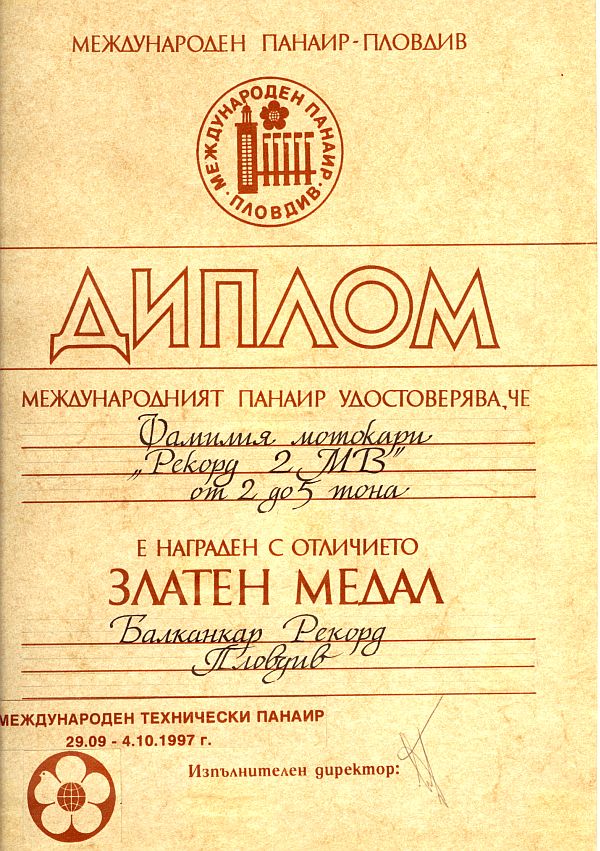 МЕЖДУНАРОДЕН ПАНАИР-ПЛОВДИВ
МЕЖДУНАРОДЕН ПАНАИР · ПЛОВДИВ ·
ДИПЛОМ
МЕЖДУНАРОДНИЯТ ПАНАИР УДОСТОВЕРЯВА, ЧЕ
Фамилия мотокари
„Рекорд 2 МВ"
от 2 до 5 тона
Е НАГРАДЕН С ОТЛИЧИЕТО
ЗЛАТЕН МЕДАЛ
Балканкар Рекорд
Пловдив
МЕЖДУНАРОДЕН ТЕХНИЧЕСКИ ПАНАИР
29.09 - 4.10.1997 г.
Изпълнителен директор: